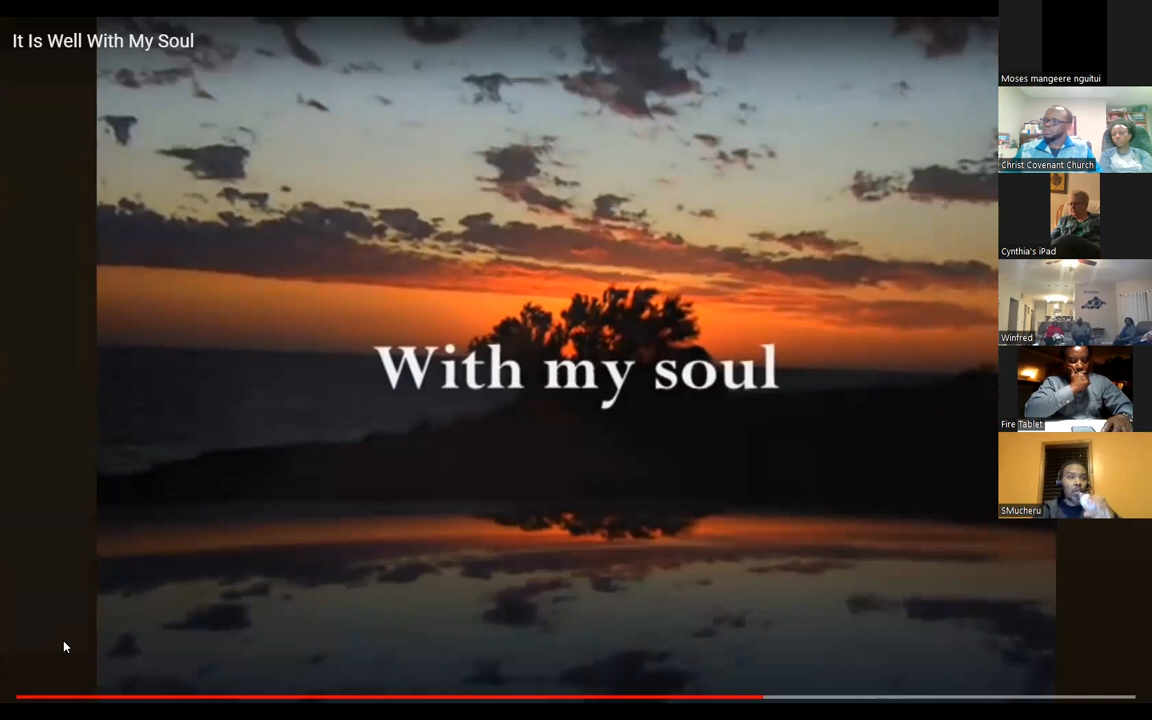 It Is Well With My Soul
With my soul
Moses mangeere nguitui
Christ Covenant Church
Cynthia's iPad
Winfred
Fire Tablet
SMucheru